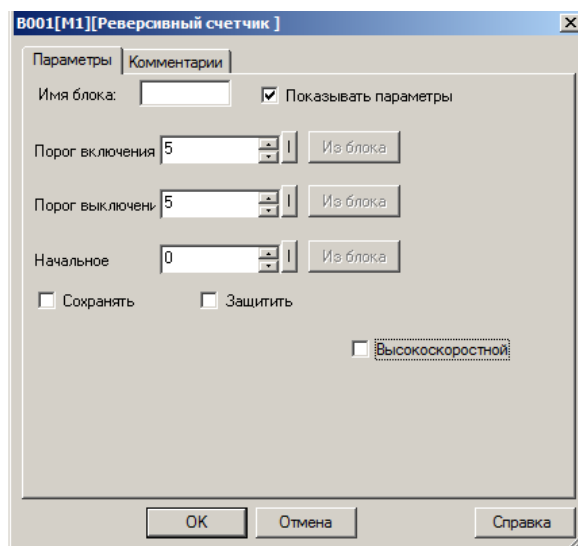 B001[M1][Реверсивный счетчик ]
Параметры Комментарии
Имя блока: Показывать параметры
Порог включения 5 I Из блока
Порог выключени 5 I Из блока
Начальное 0 I Из блока
Сохранять Защитить
Высокоскоростной
OK Отмена Справка